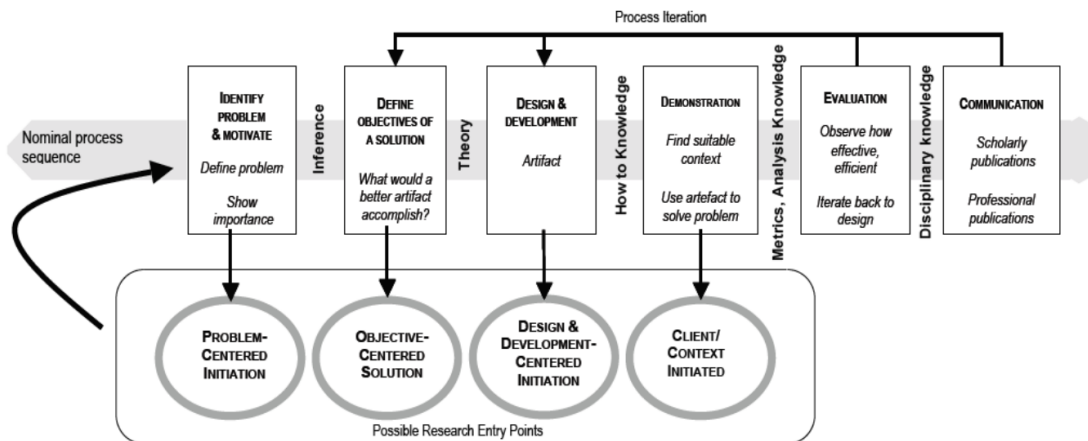 Process Iteration
Nominal process
sequence
IDENTIFY
PROBLEM
& MOTIVATE
Define problem
Show
importance
Inference
DEFINE
OBJECTIVES OF
A SOLUTION
What would a
better artifact
accomplish?
Theory
DESIGN &
DEVELOPMENT
Artifact
How to Knowledge
DEMONSTRATION
Find suitable
context
Use artefact to
solve problem
Metrics, Analysis Knowledge
EVALUATION
Observe how
effective,
efficient
Iterate back to
design
Disciplinary knowledge
COMMUNICATION
Scholarly
publications
Professional
publications
PROBLEM-
CENTERED
INITIATION
OBJECTIVE-
CENTERED
SOLUTION
DESIGN &
DEVELOPMENT-
CENTERED
INITIATION
CLIENT/
CONTEXT
INITIATED
Possible Research Entry Points